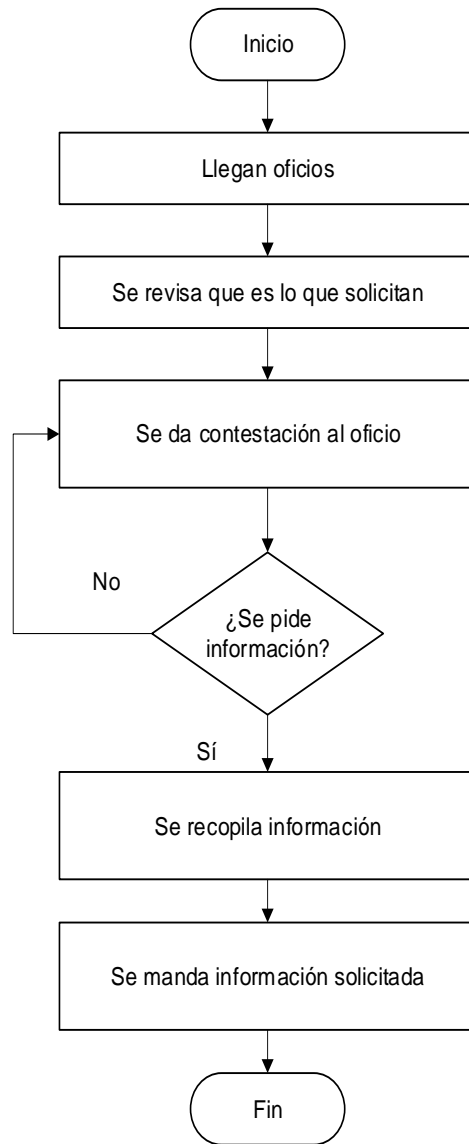 Inicio
Llegan oficios
Se revisa que es lo que solicitan
Se da contestación al oficio
No
¿Se pide
información?
Sí
Se recopila información
Se manda información solicitada
Fin